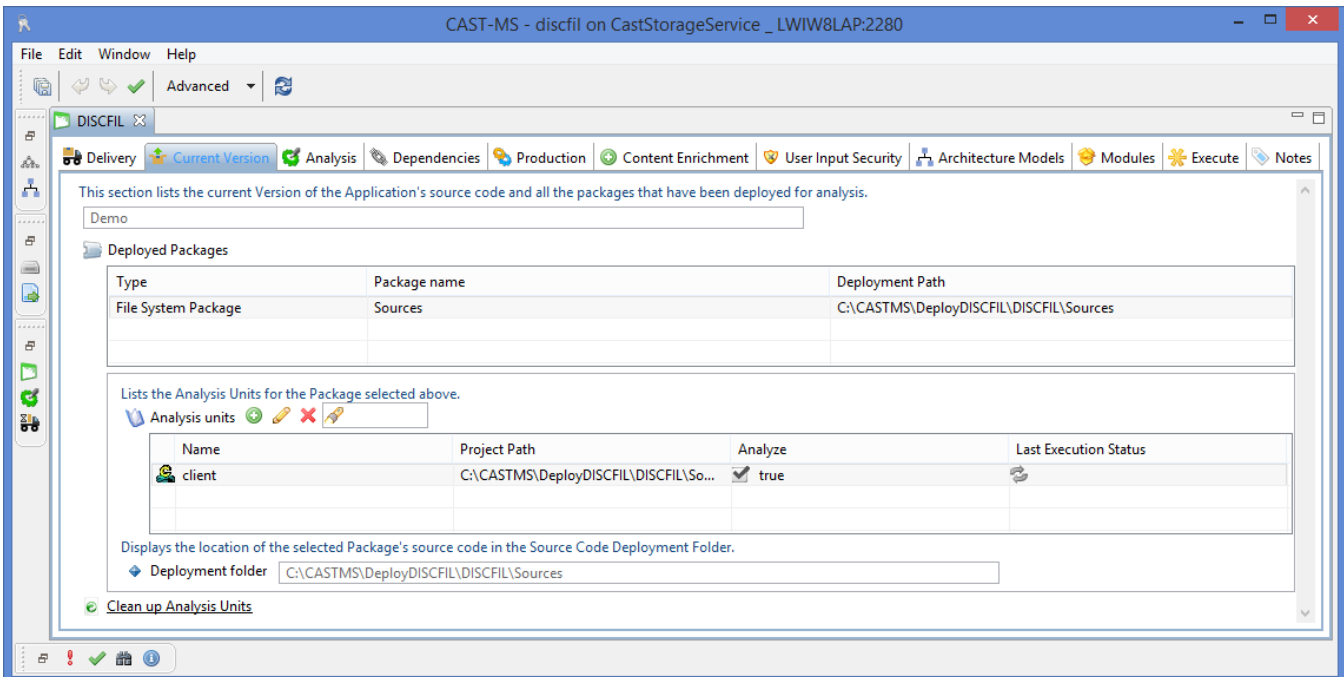 CAST-MS - discfil on CastStorageService _ LWIW8LAP:2280
File Edit Window Help
Advanced
DISCFIL
Delivery Current Version Analysis Dependencies Production Content Enrichment User Input Security Architecture Models Modules Execute Notes
This section lists the current Version of the Application's source code and all the packages that have been deployed for analysis.
Demo
Deployed Packages
Type Package name Deployment Path
File System Package Sources C:\CASTMS\DeployDISCFIL\DISCFIL\Sources
Lists the Analysis Units for the Package selected above.
Analysis units
Name Project Path Analyze Last Execution Status
client C:\CASTMS\DeployDISCFIL\DISCFIL\So... true
Displays the location of the selected Package's source code in the Source Code Deployment Folder.
Deployment folder C:\CASTMS\DeployDISCFIL\DISCFIL\Sources
Clean up Analysis Units